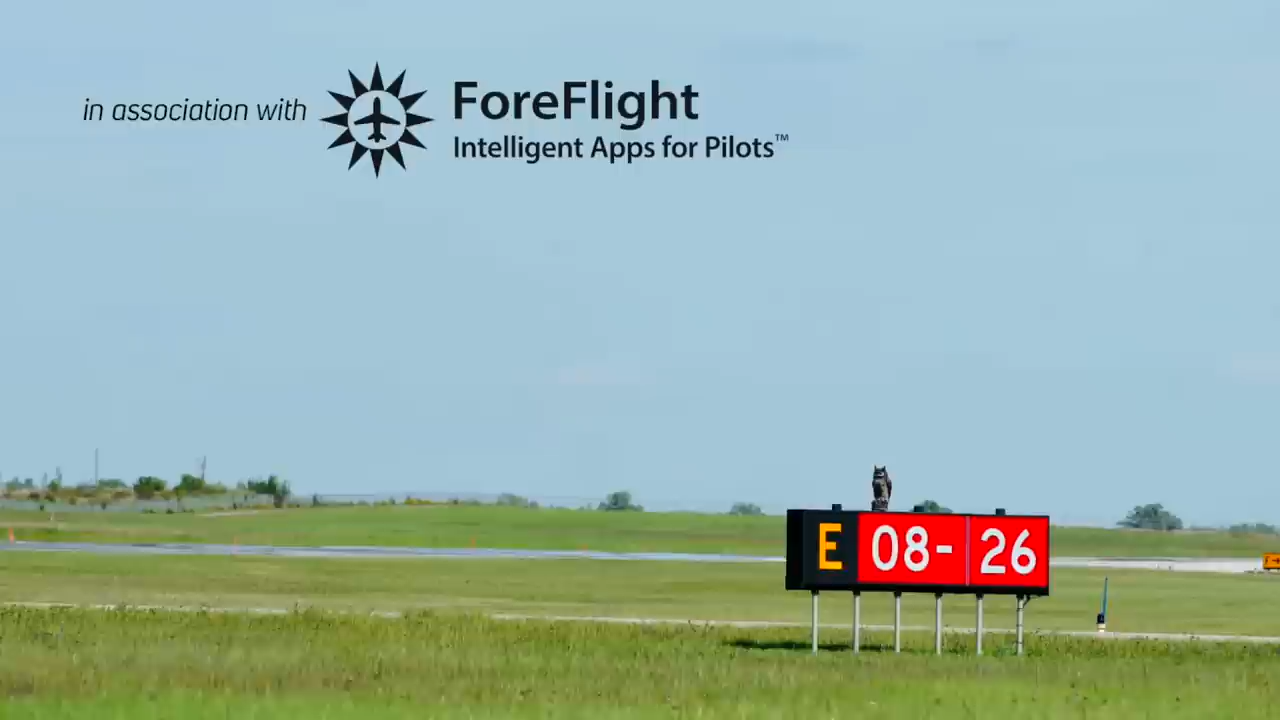 in association with
ForeFlight
Intelligent Apps for Pilots™
E 08-26